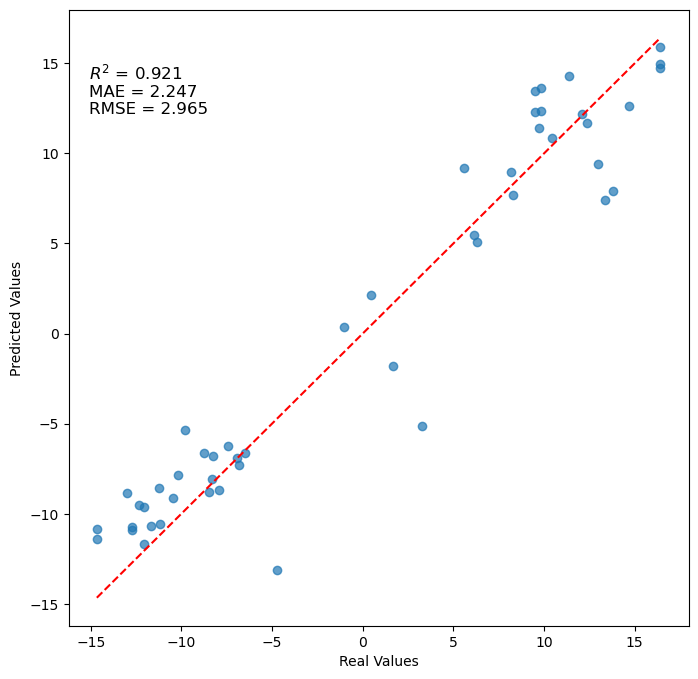 R² = 0.921
MAE = 2.247
RMSE = 2.965
Predicted Values
15
10
5
0
−5
−10
−15
−15
−10
−5
0
5
10
15
Real Values